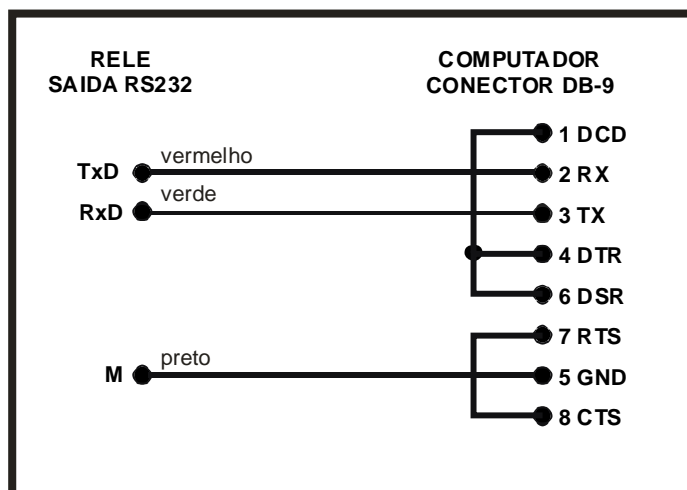 RELE
SAIDA RS232
COMPUTADOR
CONECTOR DB-9
1 DCD
TxD
vermelho
2 RX
RxD
verde
3 TX
4 DTR
6 DSR
7 RTS
M
preto
5 GND
8 CTS